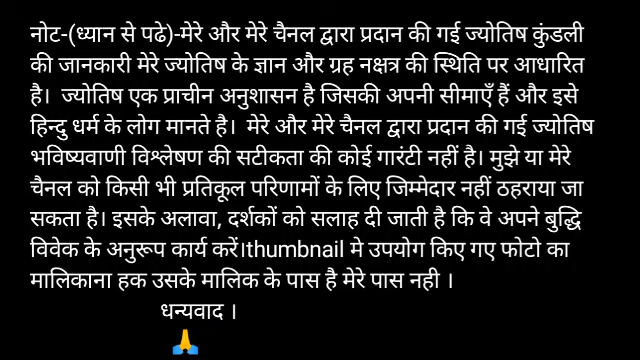 नोट-(ध्यान से पढे)-मेरे और मेरे चैनल द्वारा प्रदान की गई ज्योतिष कुंडली
की जानकारी मेरे ज्योतिष के ज्ञान और ग्रह नक्षत्र की स्थिति पर आधारित
है। ज्योतिष एक प्राचीन अनुशासन है जिसकी अपनी सीमाएँ हैं और इसे
हिन्दु धर्म के लोग मानते है। मेरे और मेरे चैनल द्वारा प्रदान की गई ज्योतिष
भविष्यवाणी विश्लेषण की सटीकता की कोई गारंटी नहीं है। मुझे या मेरे
चैनल को किसी भी प्रतिकूल परिणामों के लिए जिम्मेदार नहीं ठहराया जा
सकता है। इसके अलावा, दर्शकों को सलाह दी जाती है कि वे अपने बुद्धि
विवेक के अनुरूप कार्य करें।thumbnail मे उपयोग किए गए फोटो का
मालिकाना हक उसके मालिक के पास है मेरे पास नही ।
धन्यवाद ।
🙏